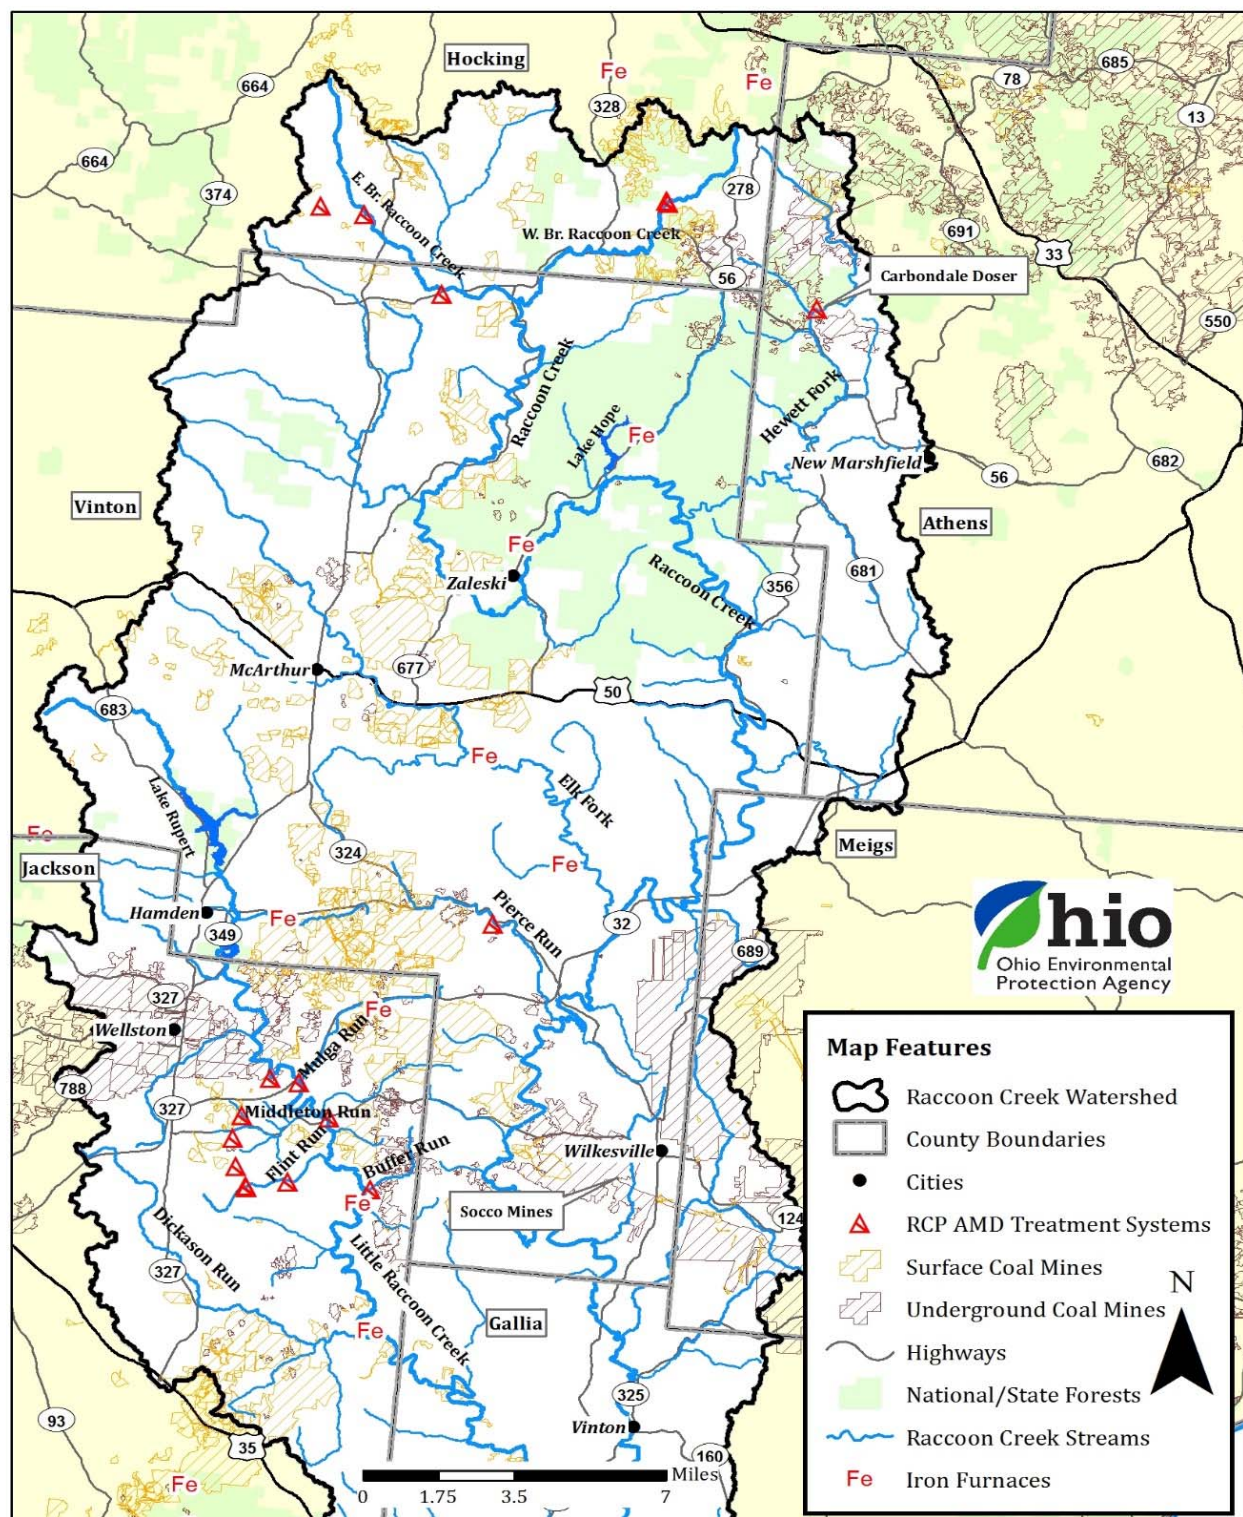 Hocking
664
Fe
Fe
685
78
328
13
664
374
278
E. Br. Raccoon Creek
W. Br. Raccoon Creek
691
33
56
Carbondale Doser
550
Raccoon Creek
Hewett Fork
Lake Hope
Fe
New Marshfield
682
56
Vinton
Athens
Fe
Zaleski
Raccoon Creek
356
681
McArthur
677
50
683
Fe
Lake Rupert
Elk Fork
Fe
Meigs
324
Fe
Jackson
Pierce Run
Hamden
Fe
349
32
689
Ohio
Ohio Environmental
Protection Agency
327
Fe
Wellston
Mulga Run
788
327
Middleton Run
Flint Run
Buffer Run
Wilkesville
Fe
Socco Mines
124
Dickason Run
327
Little Raccoon Creek
Gallia
Fe
325
93
35
Vinton
160
Fe
Miles
0 1.75 3.5 7
Map Features
Raccoon Creek Watershed
County Boundaries
Cities
RCP AMD Treatment Systems
Surface Coal Mines
N
Underground Coal Mines
Highways
National/State Forests
Raccoon Creek Streams
Fe Iron Furnaces